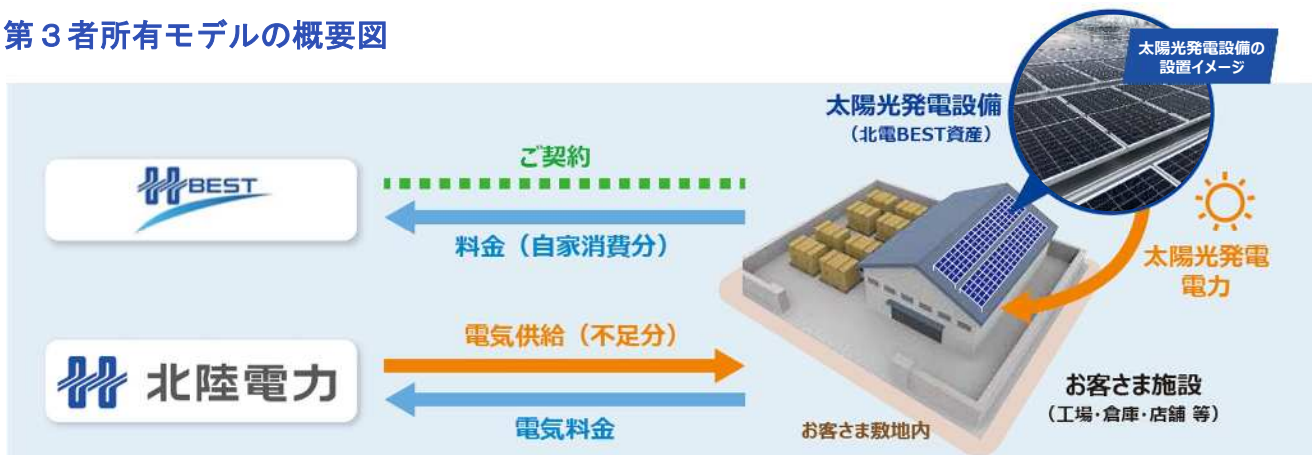 第３者所有モデルの概要図
太陽光発電設備の
設置イメージ
太陽光発電設備
（北電BEST資産）
BEST
ご契約
料金（自家消費分）
太陽光発電
電力
電気供給（不足分）
北陸電力
電気料金
お客さま施設
（工場・倉庫・店舗 等）
お客さま敷地内